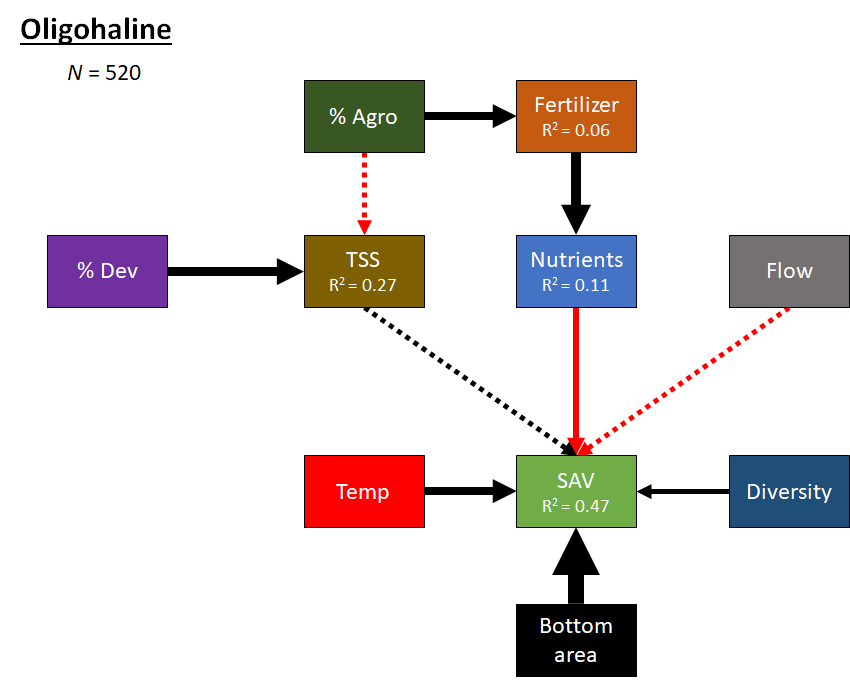 Oligohaline
N = 520
% Agro
Fertilizer
R² = 0.06
% Dev
TSS
R² = 0.27
Nutrients
R² = 0.11
Flow
Temp
SAV
R² = 0.47
Diversity
Bottom
area